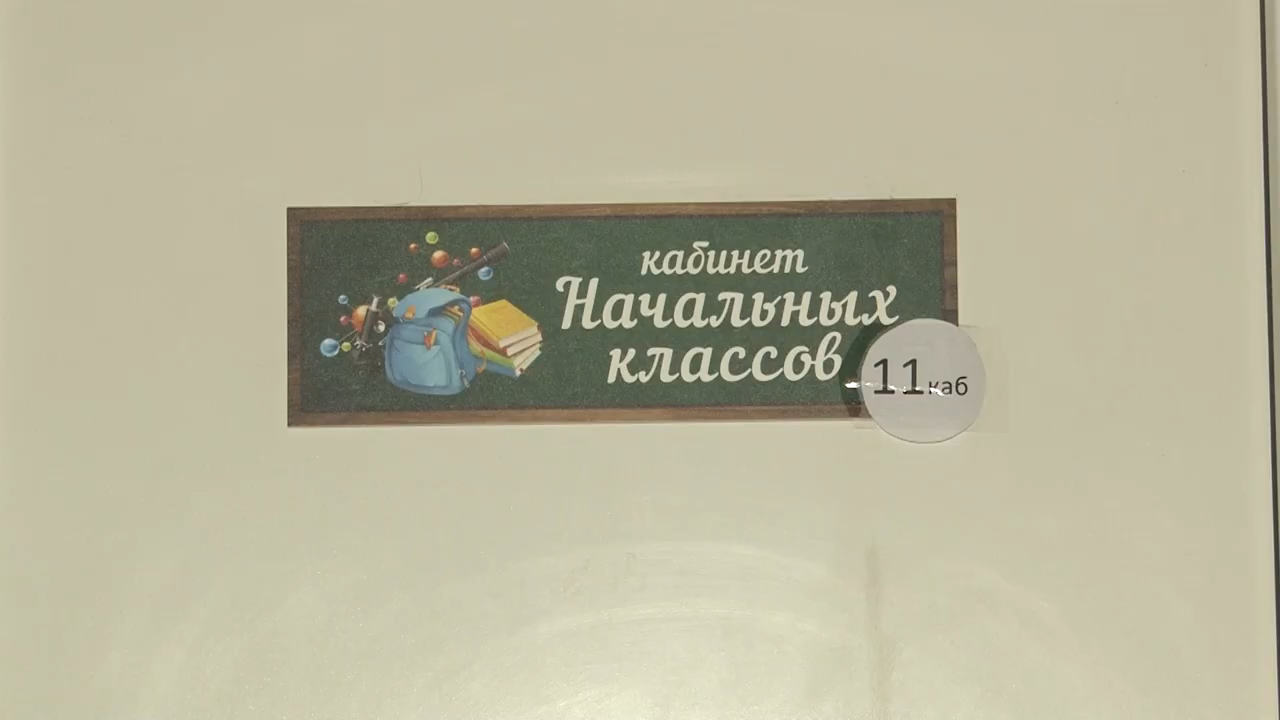 кабинет
Начальных
классов
11 каб